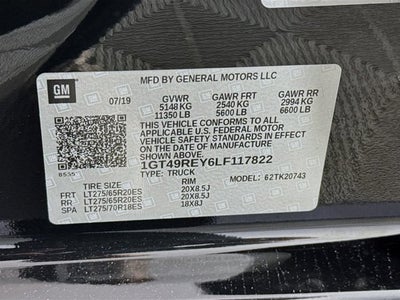 GM
MFD BY GENERAL MOTORS LLC
07/19
GVWR GAWR FRT GAWR RR
5148 KG 2540 KG 2994 KG
11350 LB 5600 LB 6600 LB
THIS VEHICLE CONFORMS TO ALL APPLICABLE
U.S. FEDERAL MOTOR VEHICLE SAFETY
STANDARDS IN EFFECT ON THE DATE OF
MANUFACTURE SHOWN ABOVE.
1GT49REY6LF117822
TYPE: TRUCK
TIRE SIZE RIM 62TK20743
FRT LT275/65R20ES 20X8.5J
RR LT275/65R20ES 20X8.5J
SPA LT275/70R18ES 18X8J